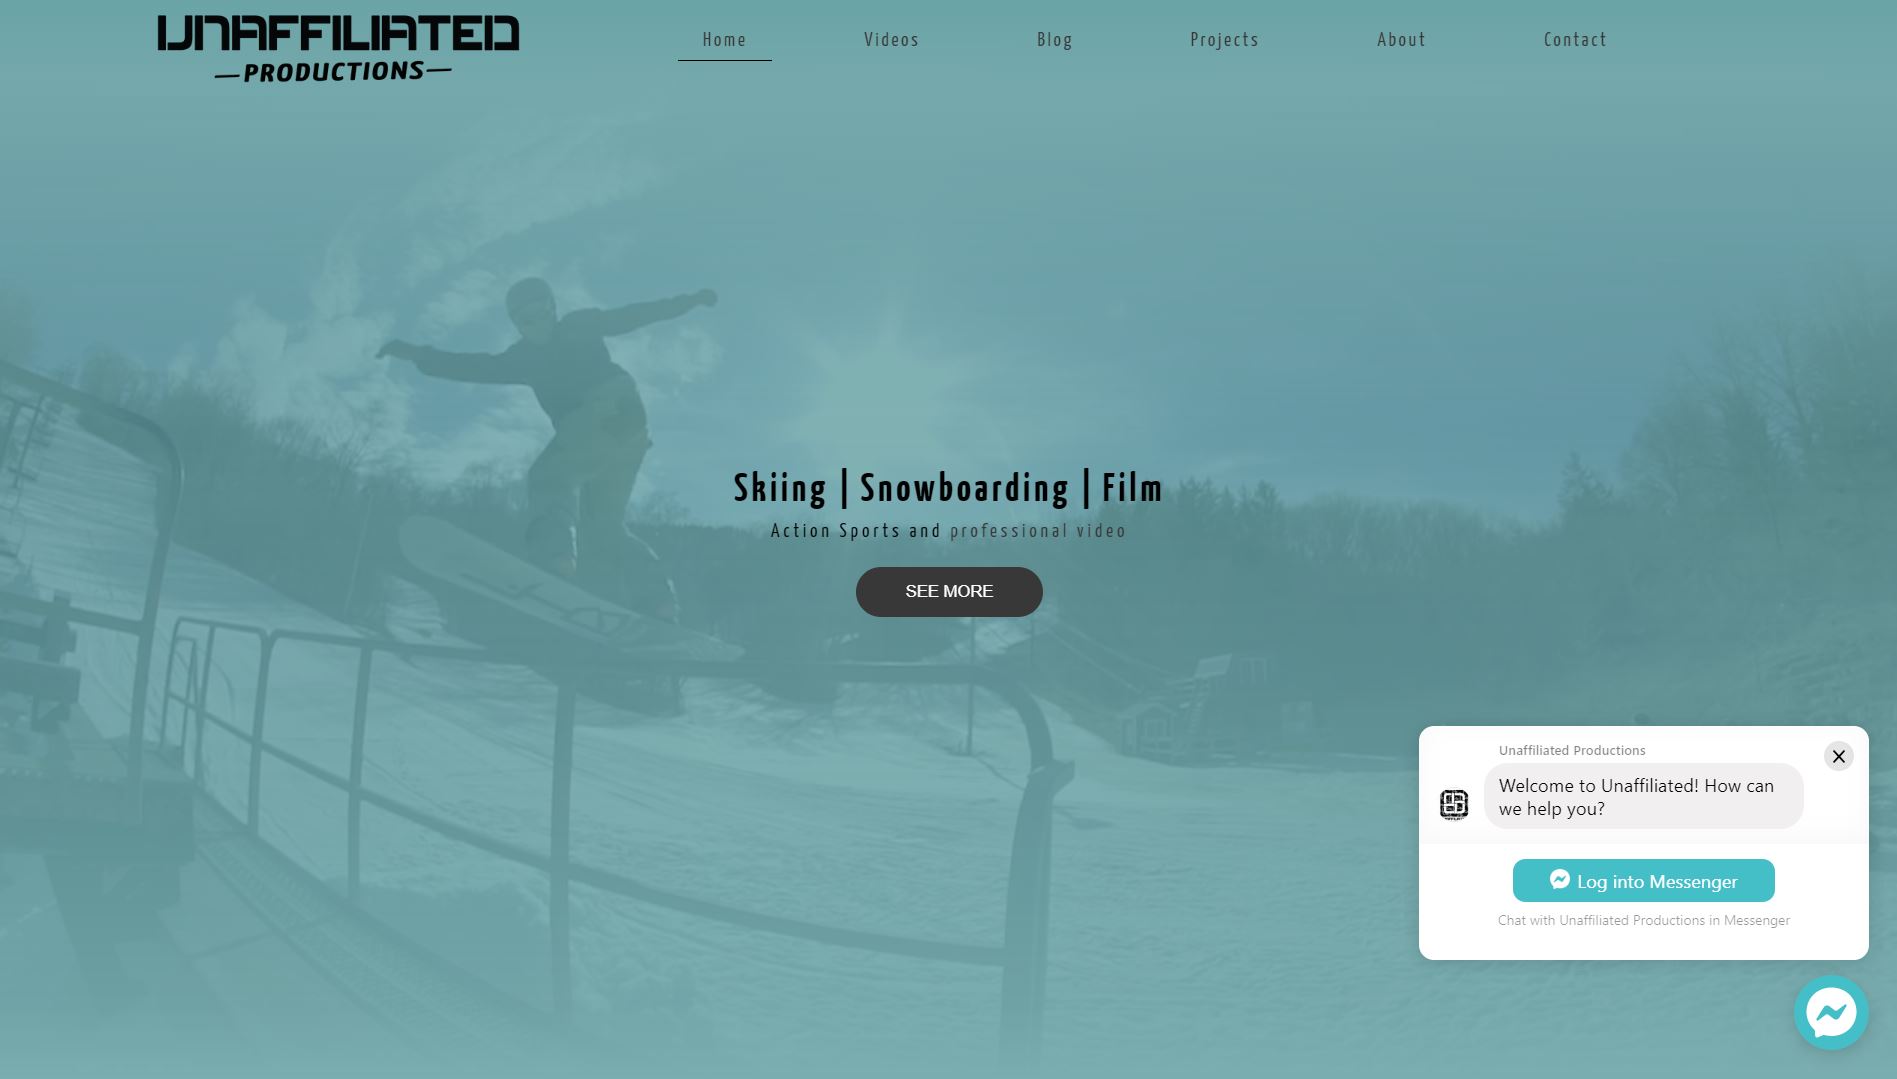 UNAFFILIATED
PRODUCTIONS
Home
Videos
Blog
Projects
About
Contact
Skiing | Snowboarding | Film
Action Sports and professional video
SEE MORE
Unaffiliated Productions
Welcome to Unaffiliated! How can
we help you?
Log into Messenger
Chat with Unaffiliated Productions in Messenger